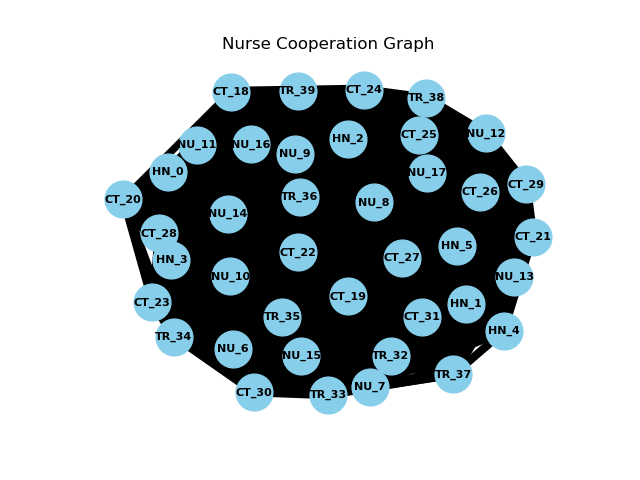 Nurse Cooperation Graph
CT_18
TR_39
CT_24
TR_38
NU_11
NU_16
NU_9
HN_2
CT_25
NU_12
HN_0
NU_17
CT_20
TR_36
NU_8
CT_26
CT_29
NU_14
CT_28
CT_21
HN_3
CT_22
CT_27
HN_5
NU_10
NU_13
CT_23
CT_19
HN_1
TR_34
TR_35
CT_31
HN_4
NU_6
NU_15
TR_32
TR_37
CT_30
TR_33
NU_7